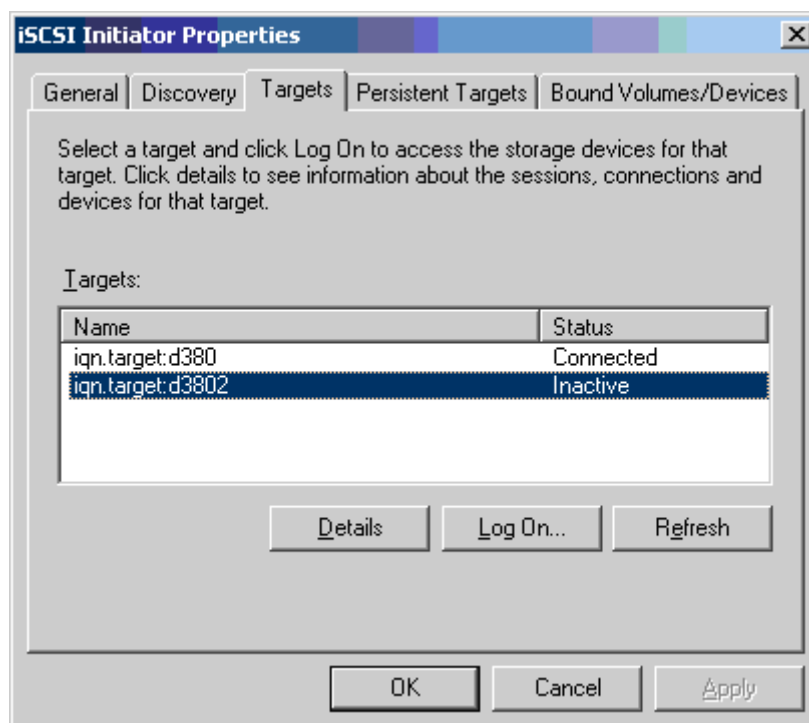 iSCSI Initiator Properties
General Discovery Targets Persistent Targets Bound Volumes/Devices
Select a target and click Log On to access the storage devices for that
target. Click details to see information about the sessions, connections and
devices for that target.
Targets:
Name Status
iqn.target:d380 Connected
iqn.target:d3802 Inactive
Details Log On... Refresh
OK Cancel Apply